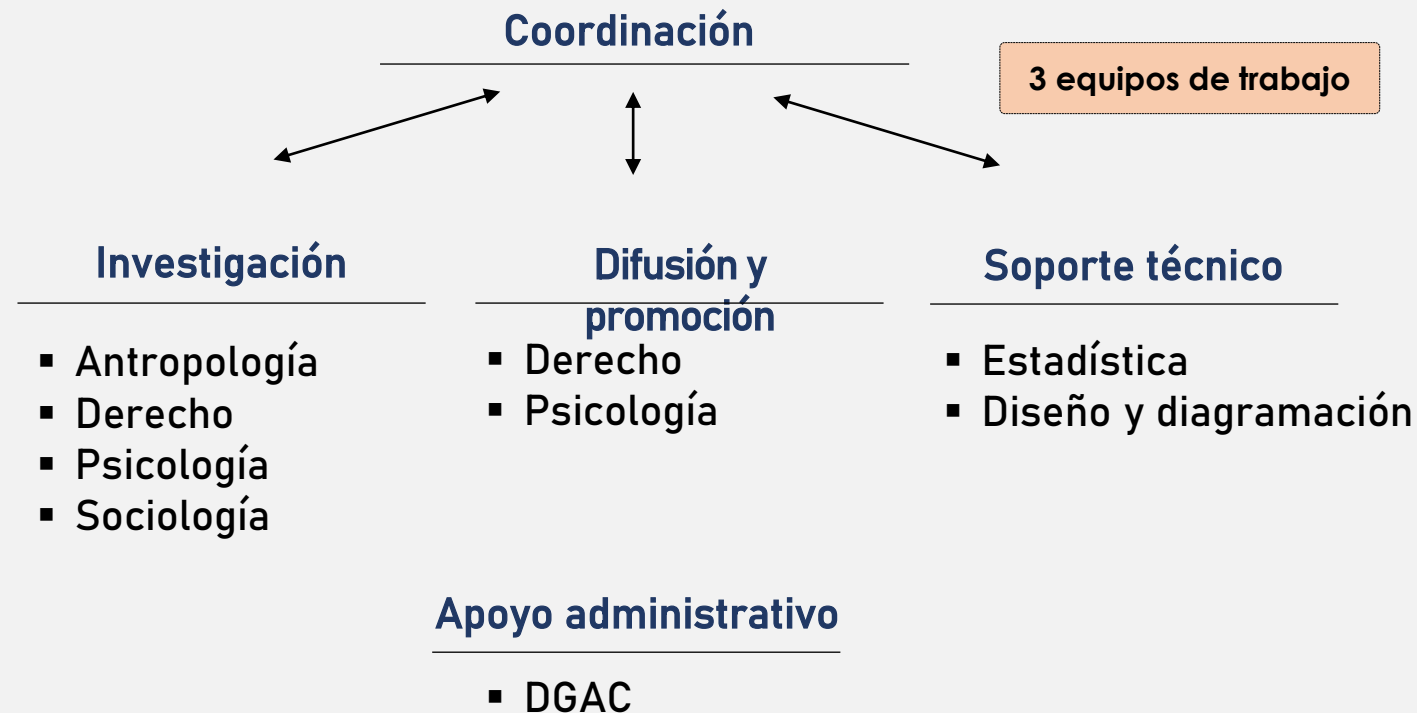 Coordinación
3 equipos de trabajo
Investigación
▪ Antropología
▪ Derecho
▪ Psicología
▪ Sociología
Difusión y
promoción
▪ Derecho
▪ Psicología
Soporte técnico
▪ Estadística
▪ Diseño y diagramación
Apoyo administrativo
▪ DGAC